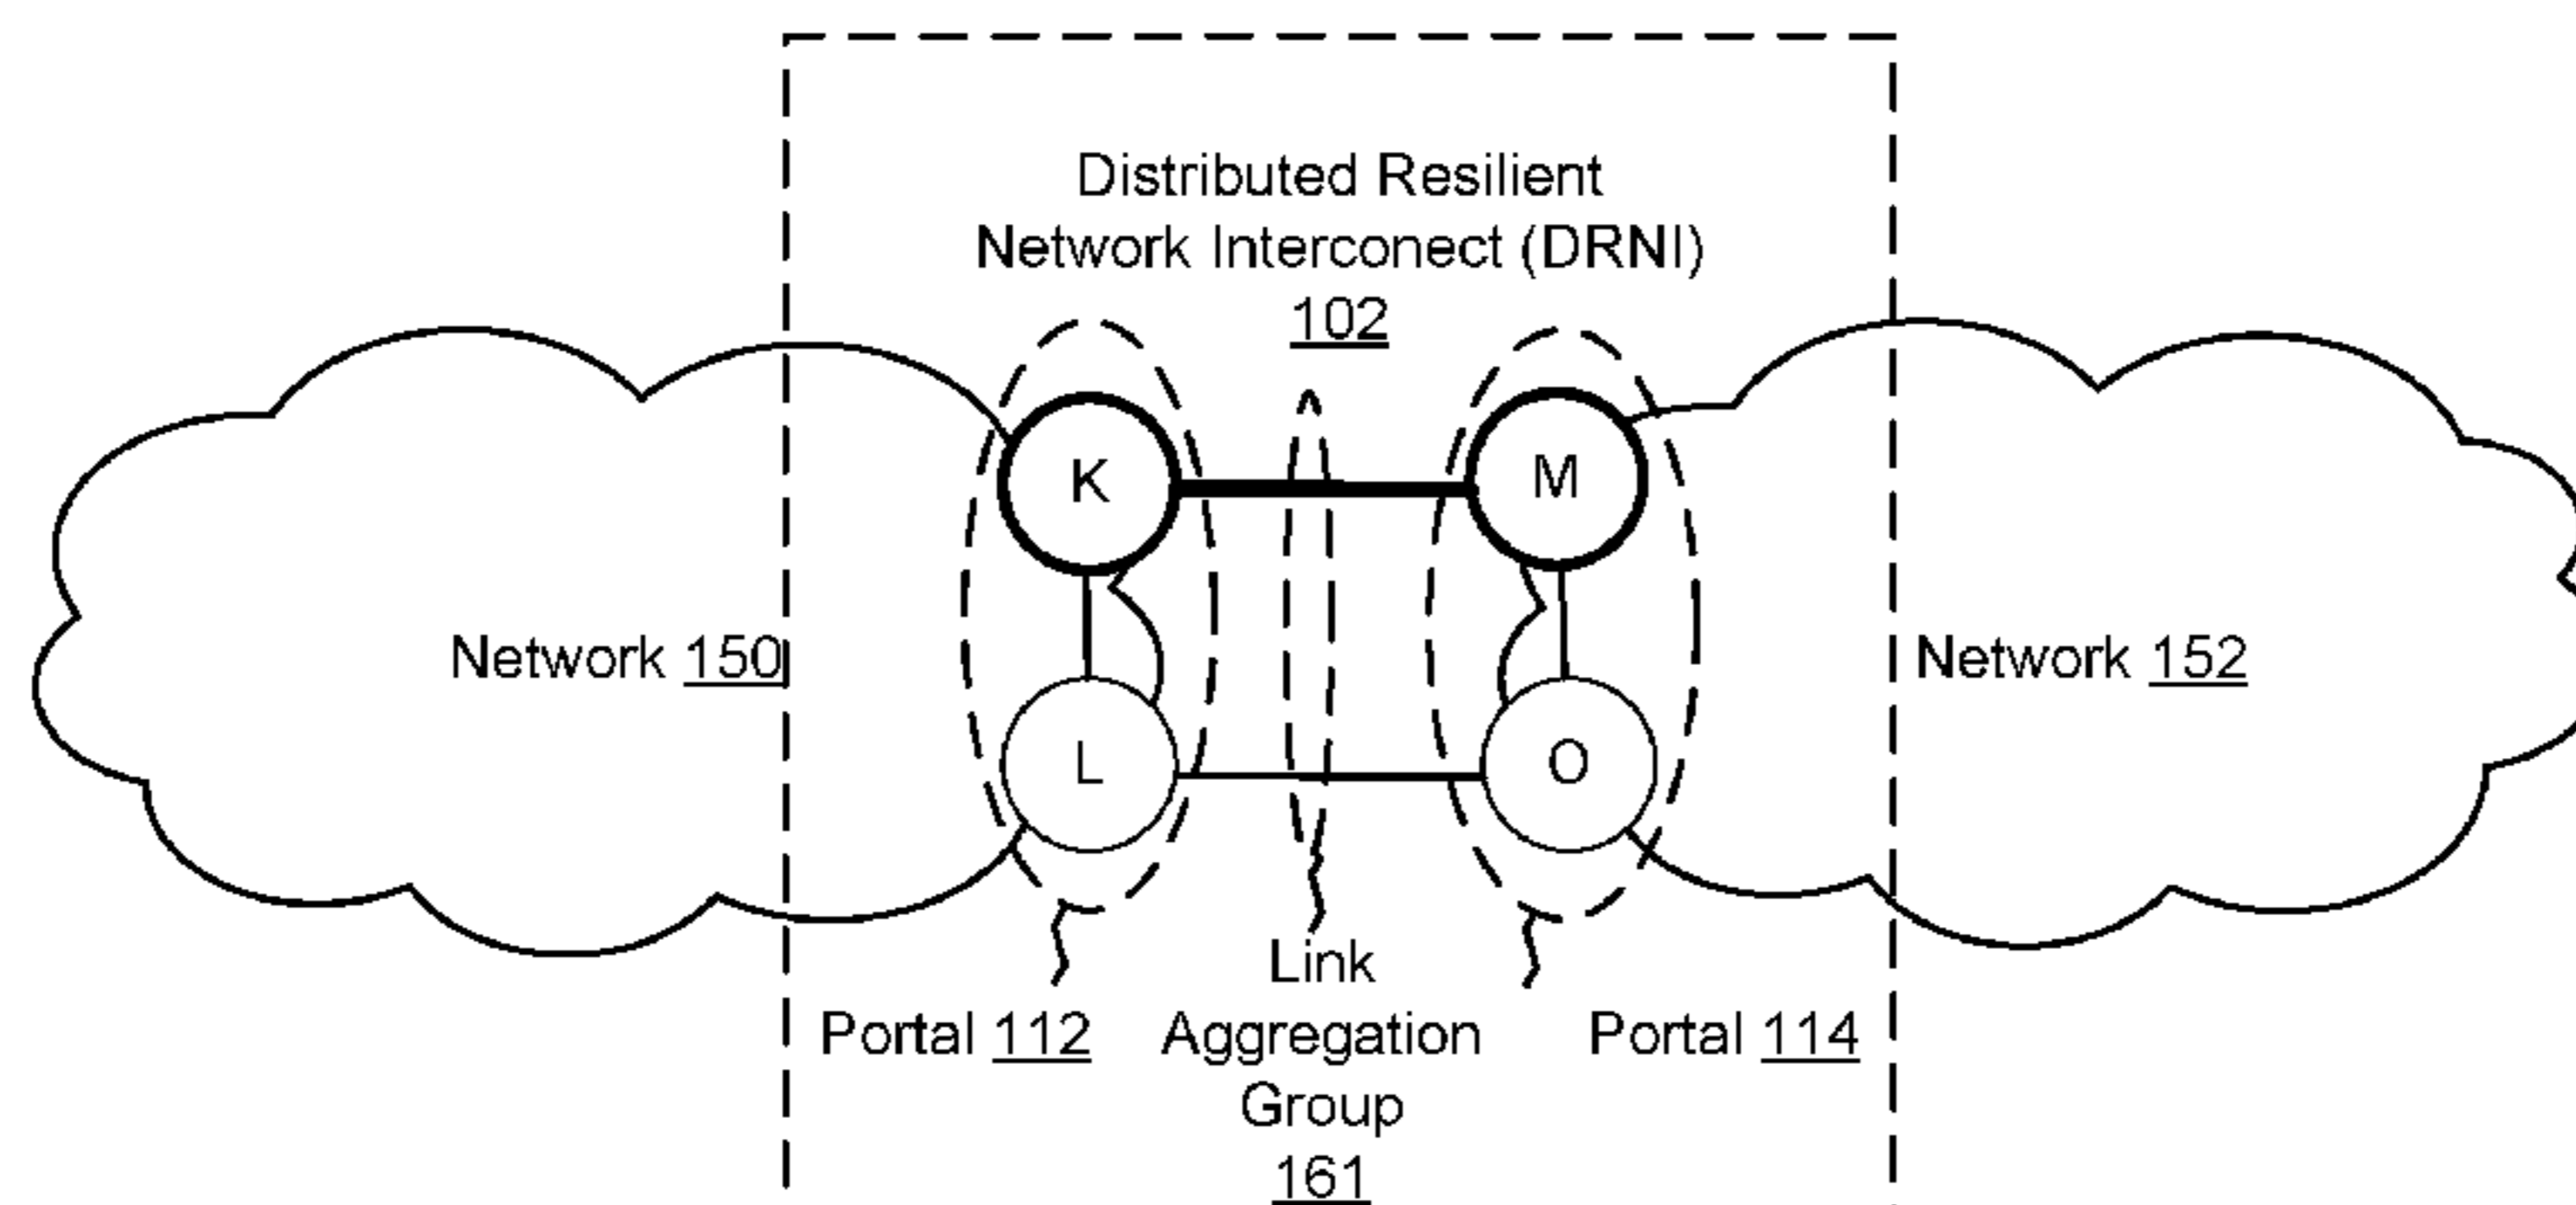 Distributed Resilient
Network Interconect (DRNI)
102
K
M
Network 150
Network 152
L
O
Link
Aggregation
Group
161
Portal 112
Portal 114